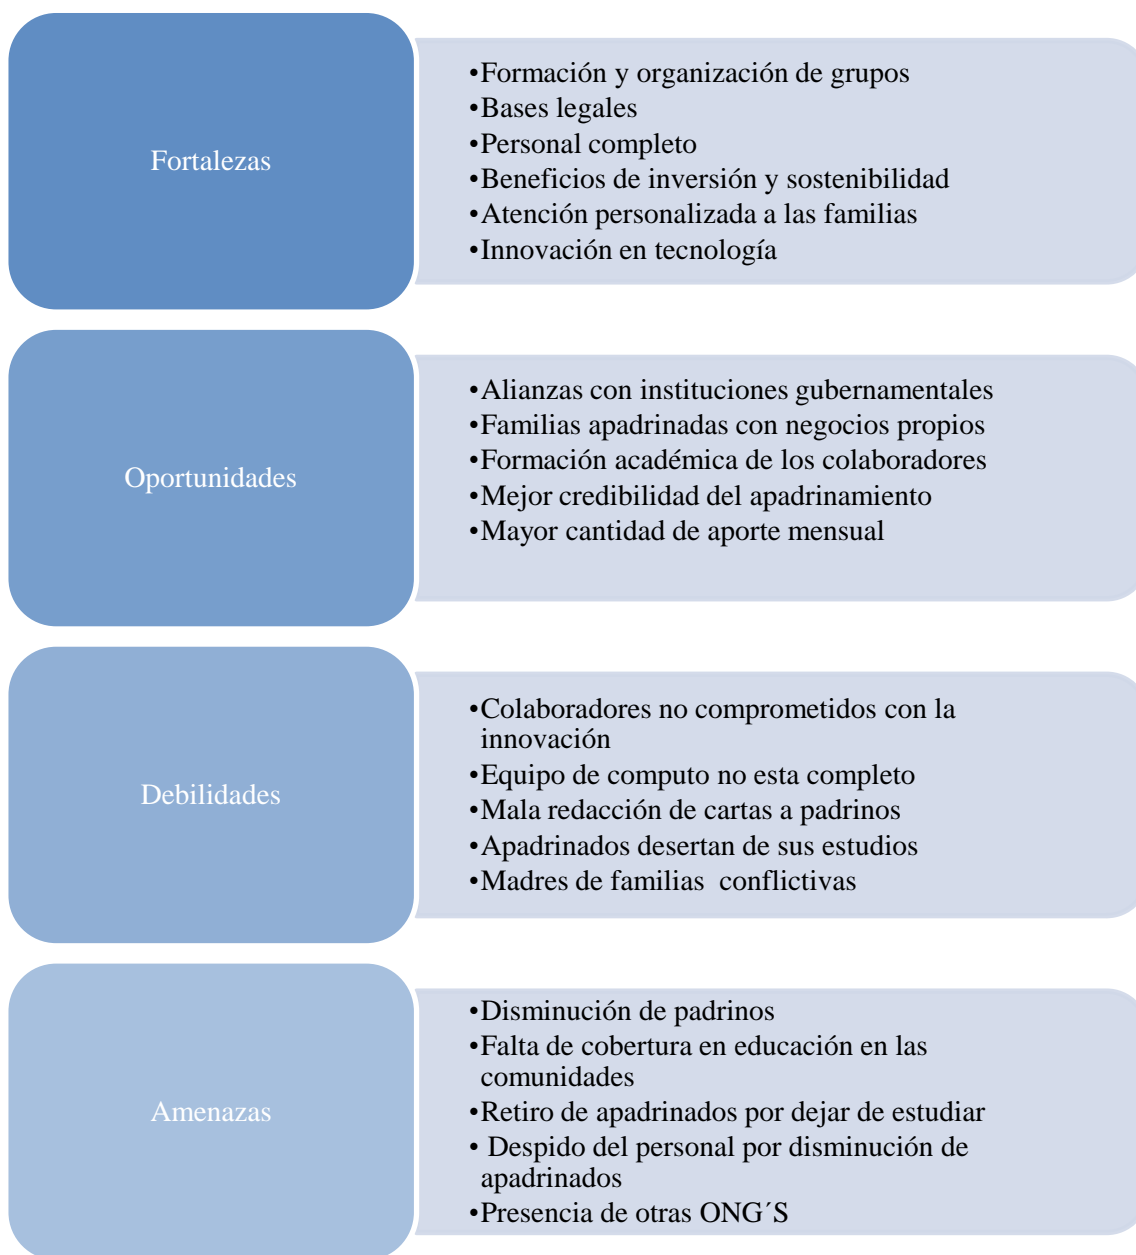 Fortalezas
•Formación y organización de grupos
•Bases legales
•Personal completo
•Beneficios de inversión y sostenibilidad
•Atención personalizada a las familias
•Innovación en tecnología
Oportunidades
•Alianzas con instituciones gubernamentales
•Familias apadrinadas con negocios propios
•Formación académica de los colaboradores
•Mejor credibilidad del apadrinamiento
•Mayor cantidad de aporte mensual
Debilidades
•Colaboradores no comprometidos con la
innovación
•Equipo de computo no esta completo
•Mala redacción de cartas a padrinos
•Apadrinados desertan de sus estudios
•Madres de familias  conflictivas
Amenazas
•Disminución de padrinos
•Falta de cobertura en educación en las
comunidades
•Retiro de apadrinados por dejar de estudiar
• Despido del personal por disminución de
apadrinados
•Presencia de otras ONG´S